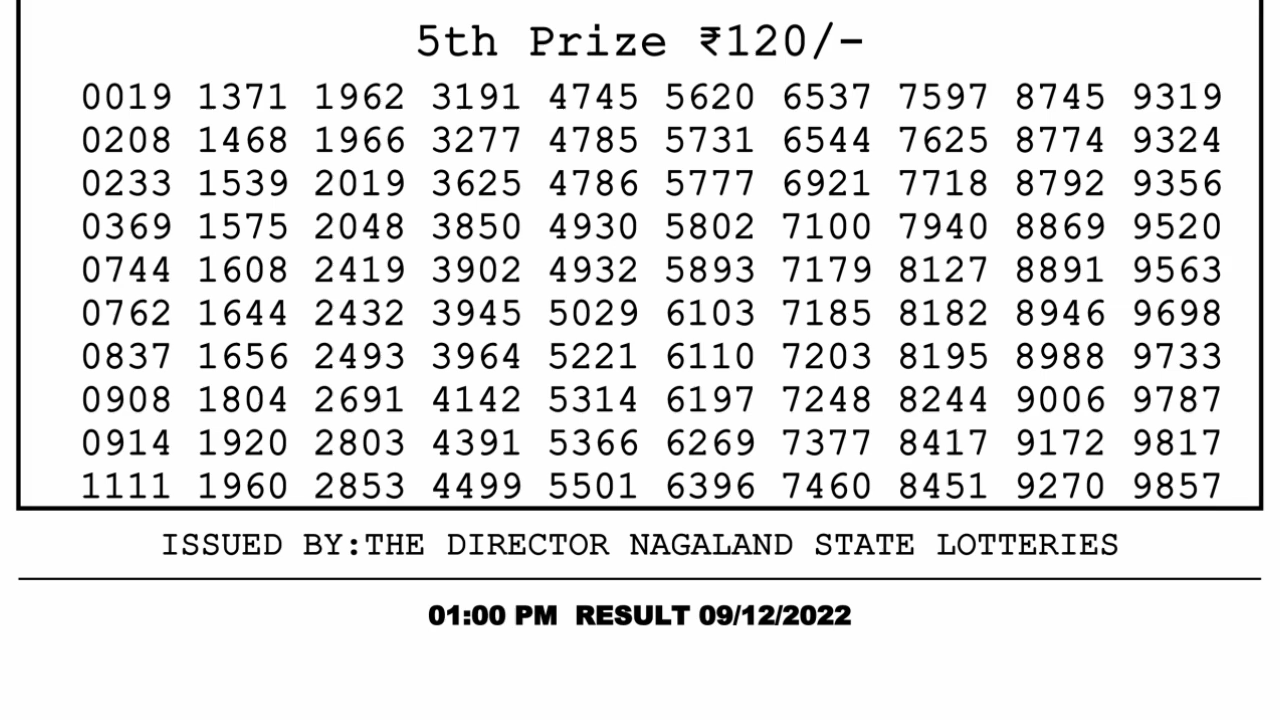 5th Prize ₹120/-
0019 1371 1962 3191 4745 5620 6537 7597 8745 9319
0208 1468 1966 3277 4785 5731 6544 7625 8774 9324
0233 1539 2019 3625 4786 5777 6921 7718 8792 9356
0369 1575 2048 3850 4930 5802 7100 7940 8869 9520
0744 1608 2419 3902 4932 5893 7179 8127 8891 9563
0762 1644 2432 3945 5029 6103 7185 8182 8946 9698
0837 1656 2493 3964 5221 6110 7203 8195 8988 9733
0908 1804 2691 4142 5314 6197 7248 8244 9006 9787
0914 1920 2803 4391 5366 6269 7377 8417 9172 9817
1111 1960 2853 4499 5501 6396 7460 8451 9270 9857
ISSUED BY:THE DIRECTOR NAGALAND STATE LOTTERIES
01:00 PM RESULT 09/12/2022